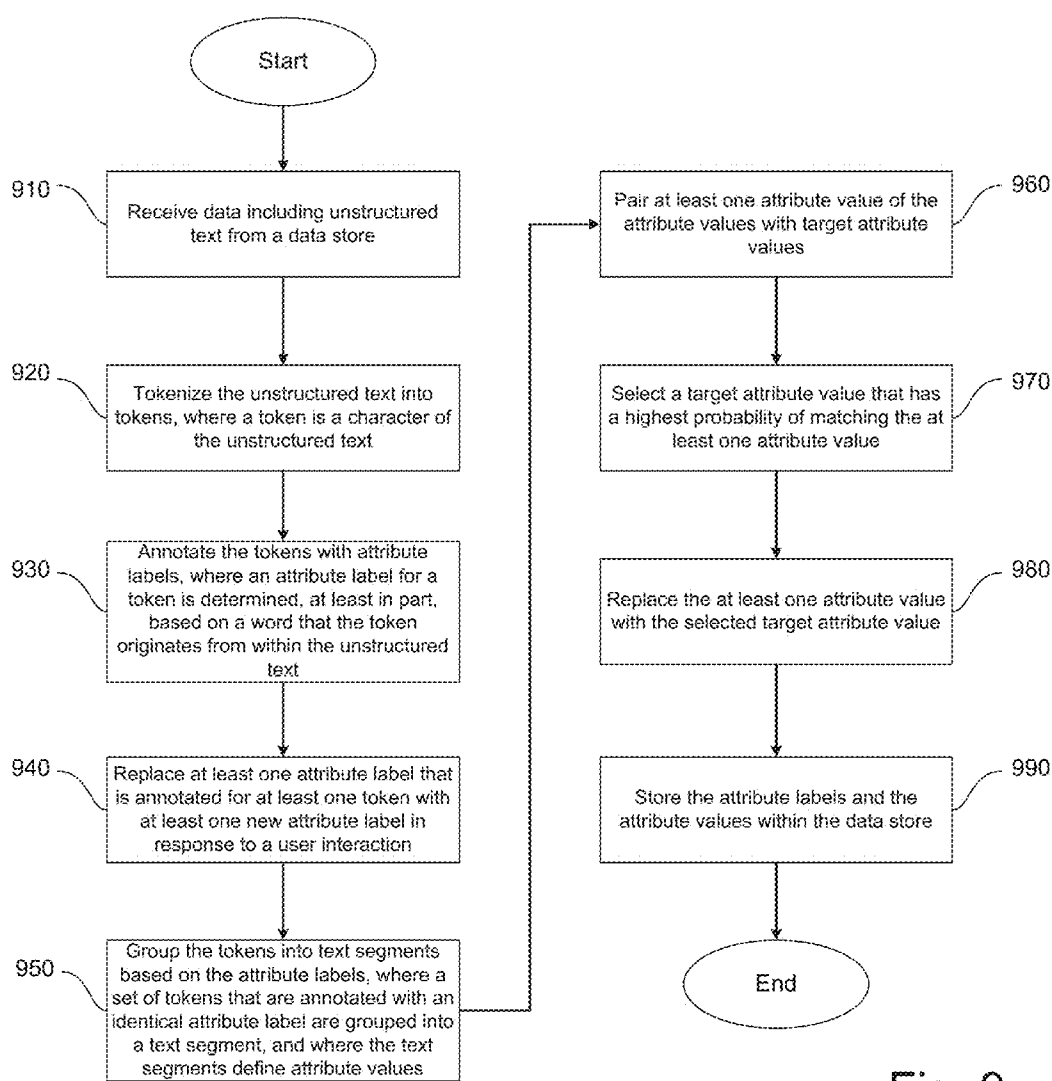 Start
910
Receive data including unstructured
text from a data store
920
Tokenize the unstructured text into
tokens, where a token is a character of
the unstructured text
930
Annotate the tokens with attribute
labels, where an attribute label for a
token is determined, at least in part,
based on a word that the token
originates from within the unstructured
text
940
Replace at least one attribute label that
is annotated for at least one token with
at least one new attribute label in
response to a user interaction
950
Group the tokens into text segments
based on the attribute labels, where a
set of tokens that are annotated with an
identical attribute label are grouped into
a text segment, and where the text
segments define attribute values
960
Pair at least one attribute value of the
attribute values with target attribute
values
970
Select a target attribute value that has
a highest probability of matching the at
least one attribute value
980
Replace the at least one attribute value
with the selected target attribute value
990
Store the attribute labels and the
attribute values within the data store
End